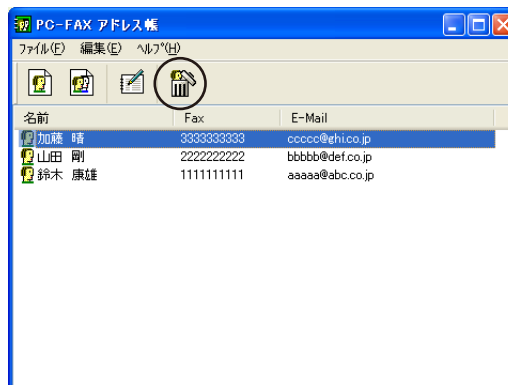 PC-FAX アドレス帳
ファイル(F) 編集(E) ヘルプ(H)
名前 Fax E-Mail
加藤 晴 3333333333 ccccc@ghi.co.jp
山田 剛 2222222222 bbbbb@def.co.jp
鈴木 康雄 1111111111 aaaaa@abc.co.jp